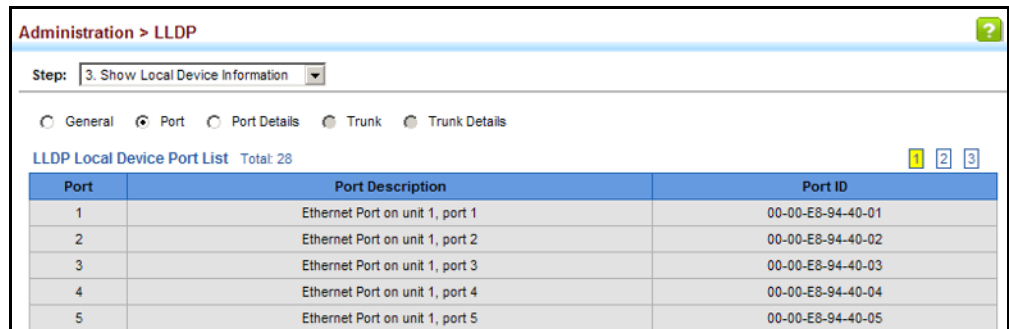 Administration > LLDP
?
Step: 3. Show Local Device Information
General Port Port Details Trunk Trunk Details
LLDP Local Device Port List Total: 28 1 2 3
Port Port Description Port ID
1 Ethernet Port on unit 1, port 1 00-00-E8-94-40-01
2 Ethernet Port on unit 1, port 2 00-00-E8-94-40-02
3 Ethernet Port on unit 1, port 3 00-00-E8-94-40-03
4 Ethernet Port on unit 1, port 4 00-00-E8-94-40-04
5 Ethernet Port on unit 1, port 5 00-00-E8-94-40-05